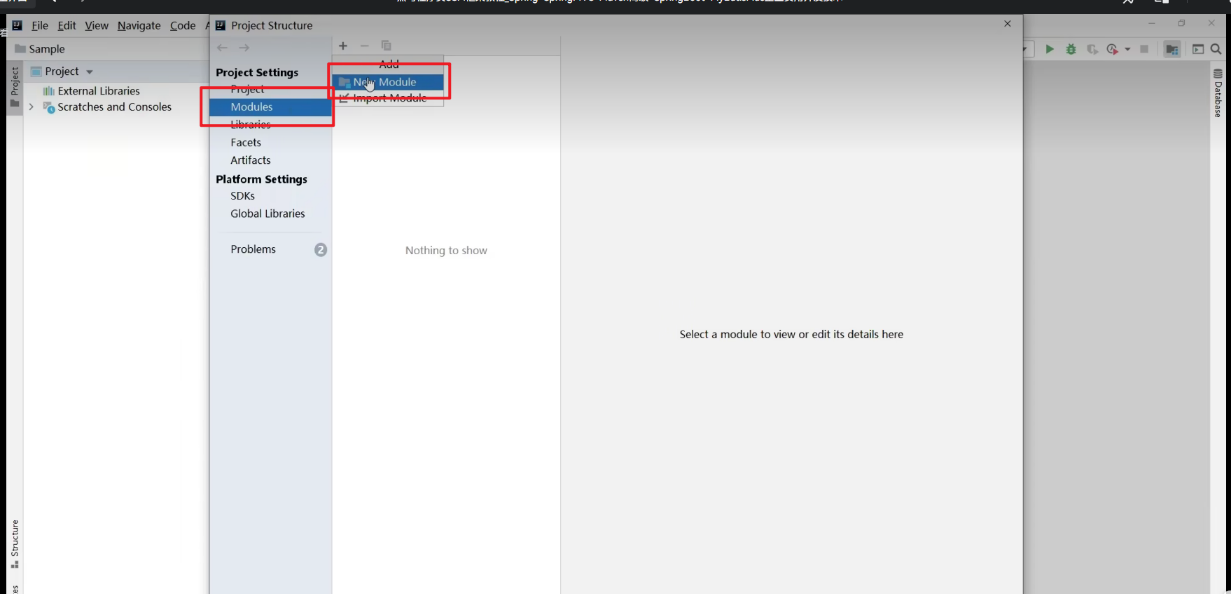 File Edit View Navigate Code
Project Structure
Sample
Add
Project
Project Settings
New Module
External Libraries
Project
Import Module
Scratches and Consoles
Modules
Libraries
Facets
Artifacts
Platform Settings
SDKs
Global Libraries
Problems 2
Nothing to show
Select a module to view or edit its details here
Project
Structure
Database